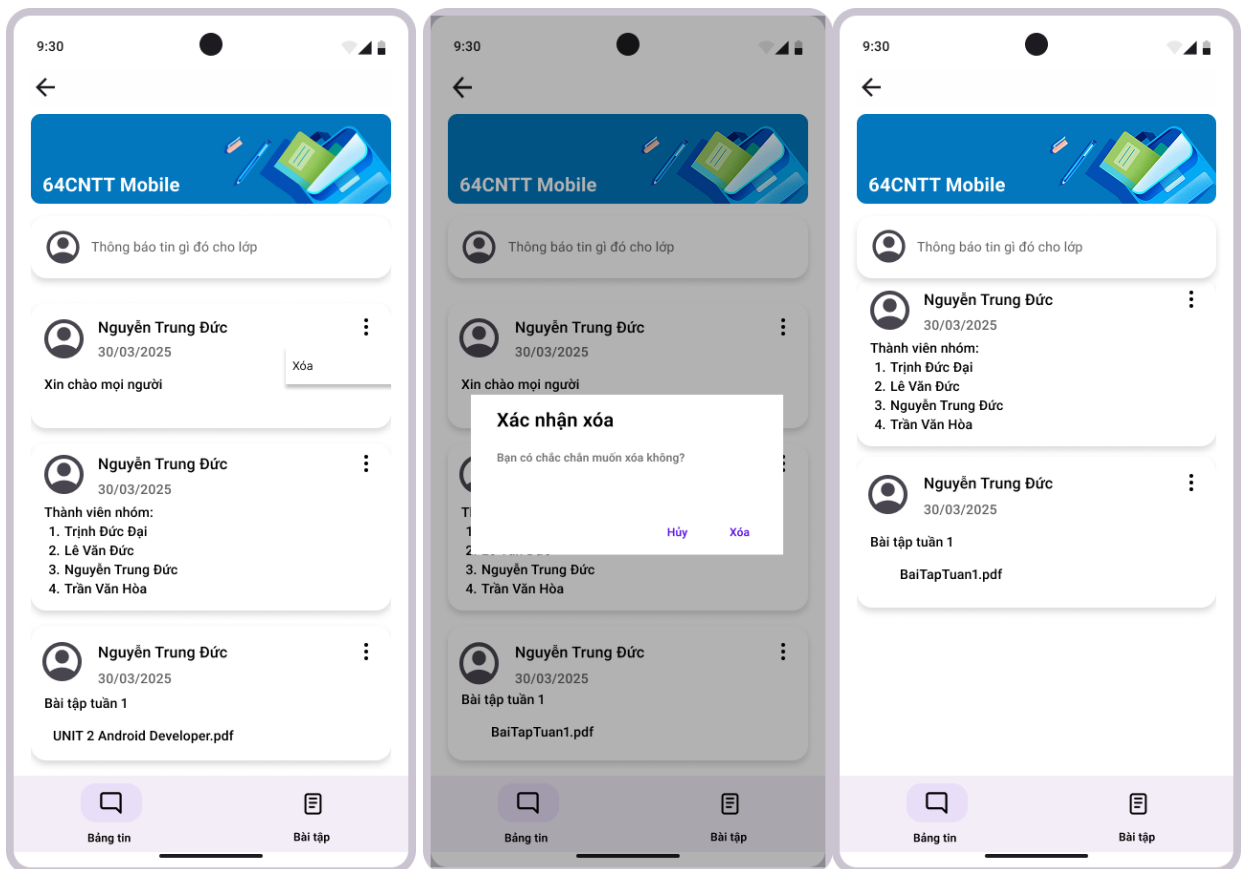 9:30
64CNTT Mobile
Thông báo tin gì đó cho lớp
Nguyễn Trung Đức
30/03/2025
Xóa
Xin chào mọi người
Nguyễn Trung Đức
30/03/2025
Thành viên nhóm:
1. Trịnh Đức Đại
2. Lê Văn Đức
3. Nguyễn Trung Đức
4. Trần Văn Hòa
Nguyễn Trung Đức
30/03/2025
Bài tập tuần 1
UNIT 2 Android Developer.pdf
Bảng tin
Bài tập
9:30
64CNTT Mobile
Thông báo tin gì đó cho lớp
Nguyễn Trung Đức
30/03/2025
Xin chào mọi người
Xác nhận xóa
Bạn có chắc chắn muốn xóa không?
Hủy
Xóa
3. Nguyễn Trung Đức
4. Trần Văn Hòa
Nguyễn Trung Đức
30/03/2025
Bài tập tuần 1
BaiTapTuan1.pdf
Bảng tin
Bài tập
9:30
64CNTT Mobile
Thông báo tin gì đó cho lớp
Nguyễn Trung Đức
30/03/2025
Thành viên nhóm:
1. Trịnh Đức Đại
2. Lê Văn Đức
3. Nguyễn Trung Đức
4. Trần Văn Hòa
Nguyễn Trung Đức
30/03/2025
Bài tập tuần 1
BaiTapTuan1.pdf
Bảng tin
Bài tập